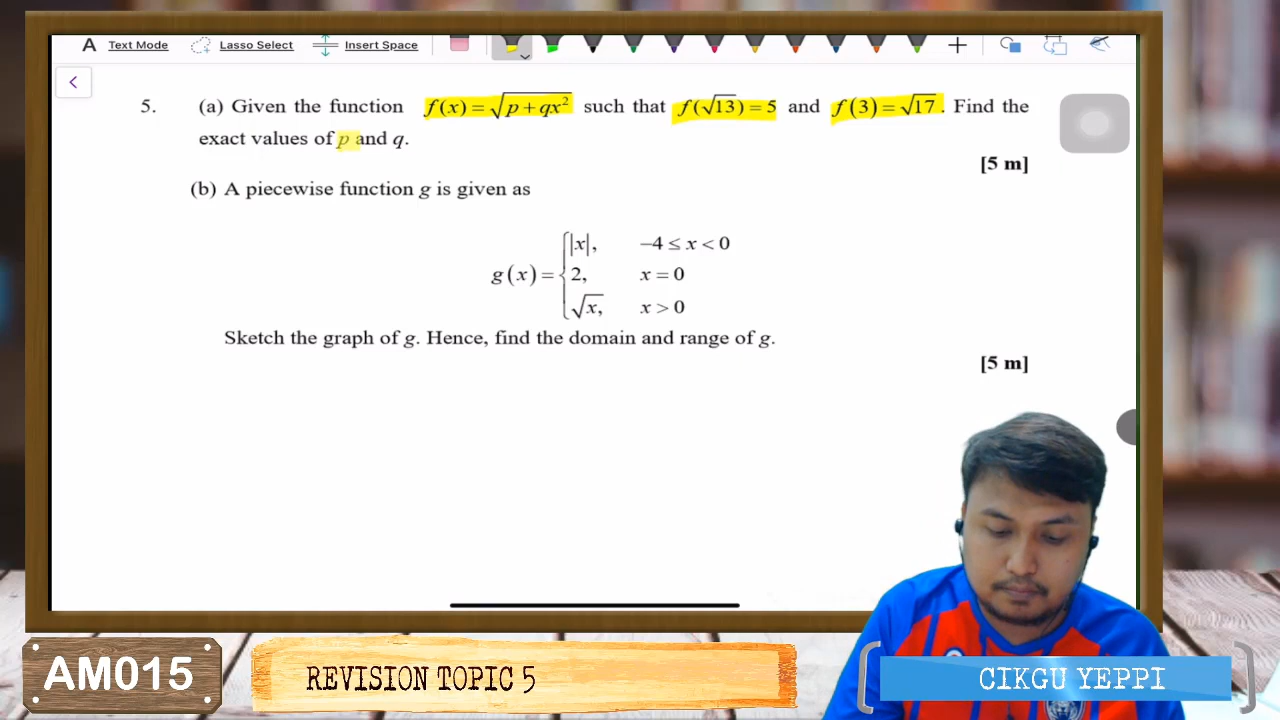 A Text Mode Lasso Select Insert Space
5. (a) Given the function f(x) = √(p + qx²) such that f(√13) = 5 and f(3) = √17. Find the
exact values of p and q.
[5 m]
(b) A piecewise function g is given as
g(x) = { |x|, −4 ≤ x < 0
2, x = 0
√x, x > 0
Sketch the graph of g. Hence, find the domain and range of g.
[5 m]
AM015
REVISION TOPIC 5
CIKGU YEPPI